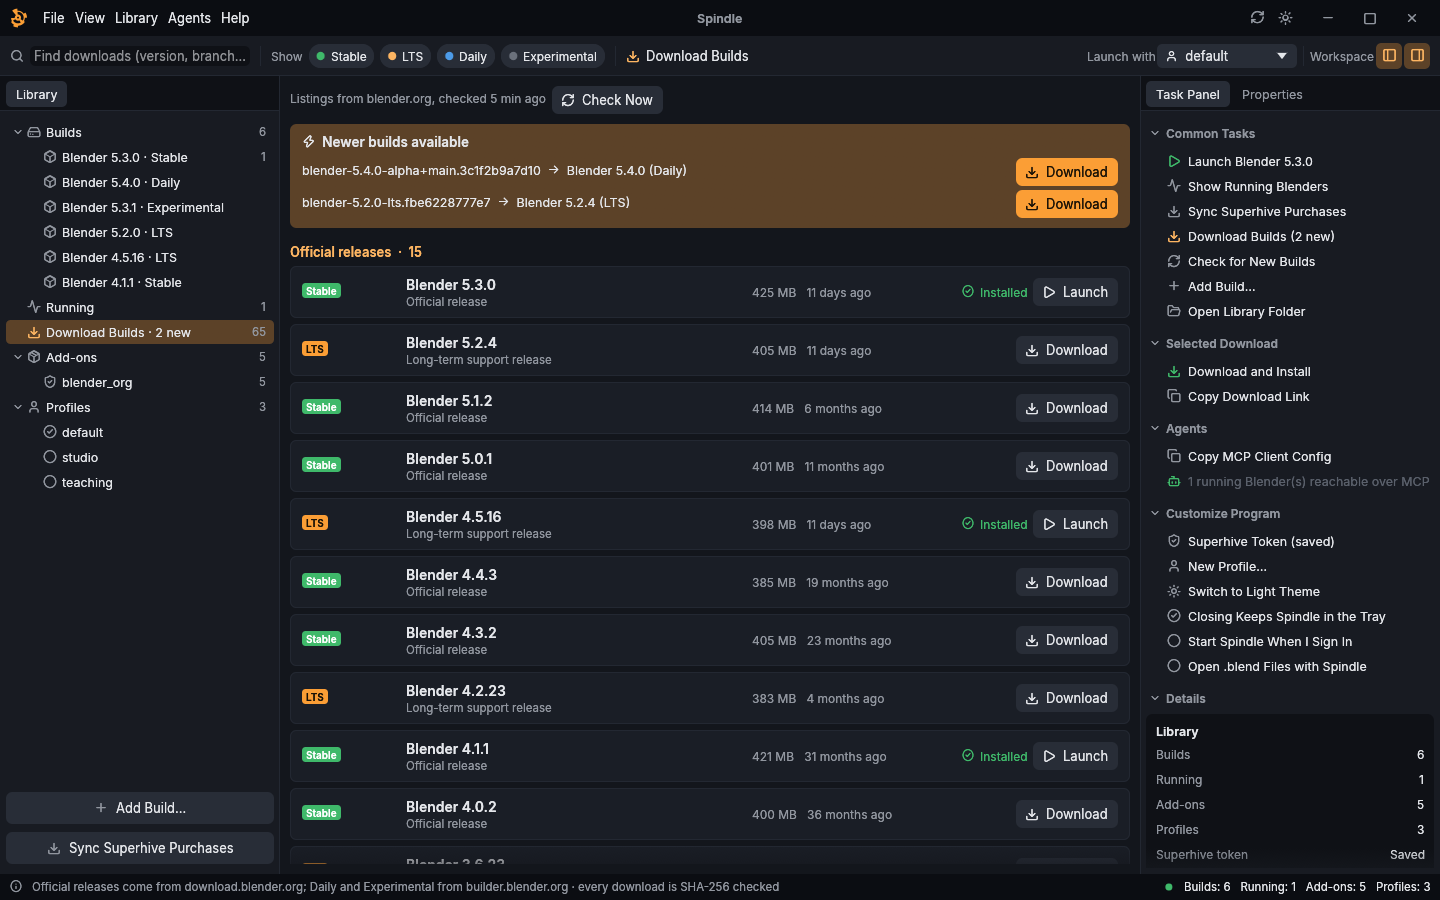 File View Library Agents Help
Spindle
Find downloads (version, branch...
Show Stable LTS Daily Experimental
Download Builds
Launch with default
Workspace
Library
Builds 6
Blender 5.3.0 · Stable 1
Blender 5.4.0 · Daily
Blender 5.3.1 · Experimental
Blender 5.2.0 · LTS
Blender 4.5.16 · LTS
Blender 4.1.1 · Stable
Running 1
Download Builds · 2 new 65
Add-ons 5
blender_org 5
Profiles 3
default
studio
teaching
Add Build...
Sync Superhive Purchases
Listings from blender.org, checked 5 min ago Check Now
Newer builds available
blender-5.4.0-alpha+main.3c1f2b9a7d10 → Blender 5.4.0 (Daily) Download
blender-5.2.0-lts.fbe6228777e7 → Blender 5.2.4 (LTS) Download
Official releases · 15
Stable Blender 5.3.0 425 MB 11 days ago Installed Launch
Official release
LTS Blender 5.2.4 405 MB 11 days ago Download
Long-term support release
Stable Blender 5.1.2 414 MB 6 months ago Download
Official release
Stable Blender 5.0.1 401 MB 11 months ago Download
Official release
LTS Blender 4.5.16 398 MB 11 days ago Installed Launch
Long-term support release
Stable Blender 4.4.3 385 MB 19 months ago Download
Official release
Stable Blender 4.3.2 405 MB 23 months ago Download
Official release
LTS Blender 4.2.23 383 MB 4 months ago Download
Long-term support release
Stable Blender 4.1.1 421 MB 31 months ago Installed Launch
Official release
Stable Blender 4.0.2 400 MB 36 months ago Download
Official release
Task Panel Properties
Common Tasks
Launch Blender 5.3.0
Show Running Blenders
Sync Superhive Purchases
Download Builds (2 new)
Check for New Builds
Add Build...
Open Library Folder
Selected Download
Download and Install
Copy Download Link
Agents
Copy MCP Client Config
1 running Blender(s) reachable over MCP
Customize Program
Superhive Token (saved)
New Profile...
Switch to Light Theme
Closing Keeps Spindle in the Tray
Start Spindle When I Sign In
Open .blend Files with Spindle
Details
Library
Builds 6
Running 1
Add-ons 5
Profiles 3
Superhive token Saved
Official releases come from download.blender.org; Daily and Experimental from builder.blender.org · every download is SHA-256 checked
Builds: 6 Running: 1 Add-ons: 5 Profiles: 3